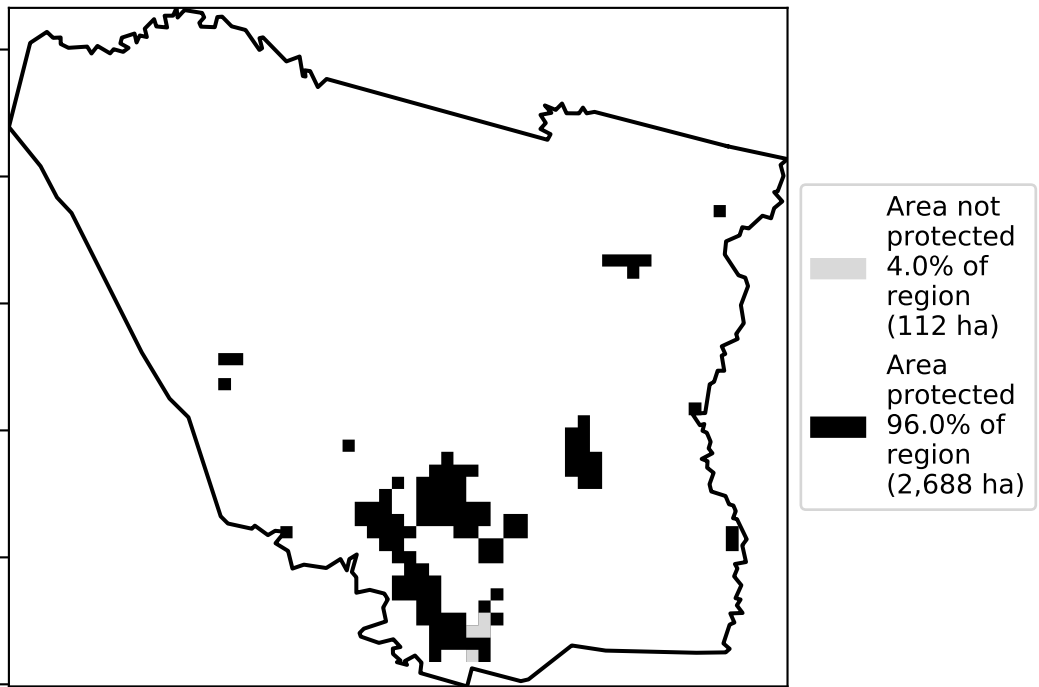 Area not
protected
4.0% of
region
(112 ha)
Area
protected
96.0% of
region
(2,688 ha)